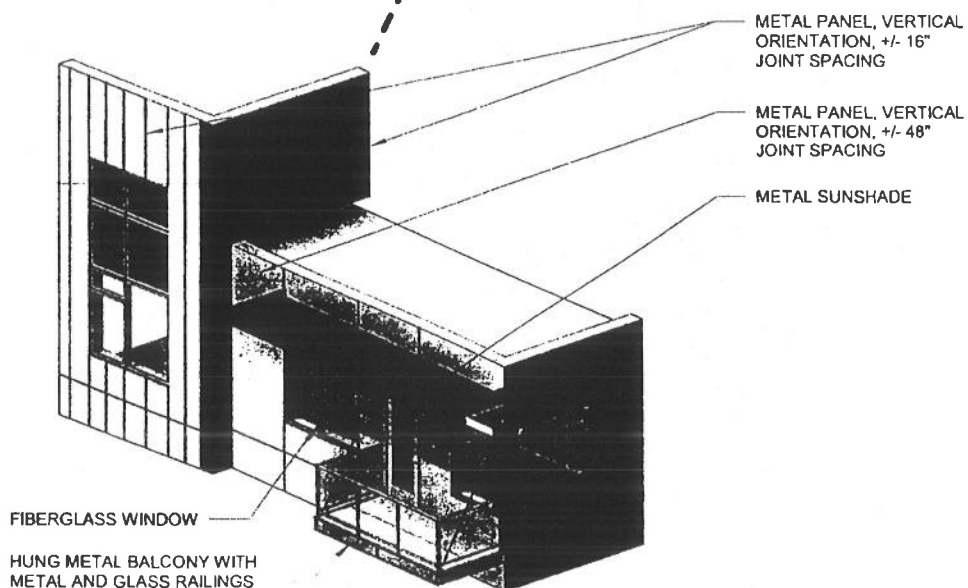 METAL PANEL, VERTICAL
ORIENTATION, +/- 16"
JOINT SPACING
METAL PANEL, VERTICAL
ORIENTATION, +/- 48"
JOINT SPACING
METAL SUNSHADE
FIBERGLASS WINDOW
HUNG METAL BALCONY WITH
METAL AND GLASS RAILINGS